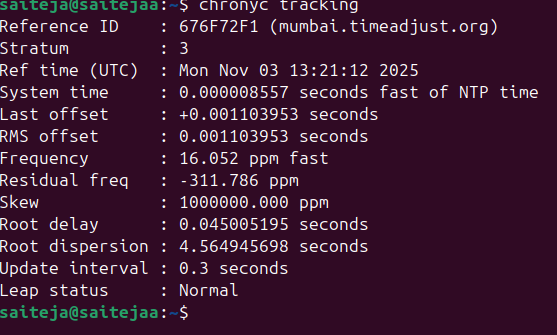 saiteja@saitejaa:~$ chronyc tracking
Reference ID    : 676F72F1 (mumbai.timeadjust.org)
Stratum         : 3
Ref time (UTC)  : Mon Nov 03 13:21:12 2025
System time     : 0.000008557 seconds fast of NTP time
Last offset     : +0.001103953 seconds
RMS offset      : 0.001103953 seconds
Frequency       : 16.052 ppm fast
Residual freq   : -311.786 ppm
Skew            : 1000000.000 ppm
Root delay      : 0.045005195 seconds
Root dispersion : 4.564945698 seconds
Update interval : 0.3 seconds
Leap status     : Normal
saiteja@saitejaa:~$